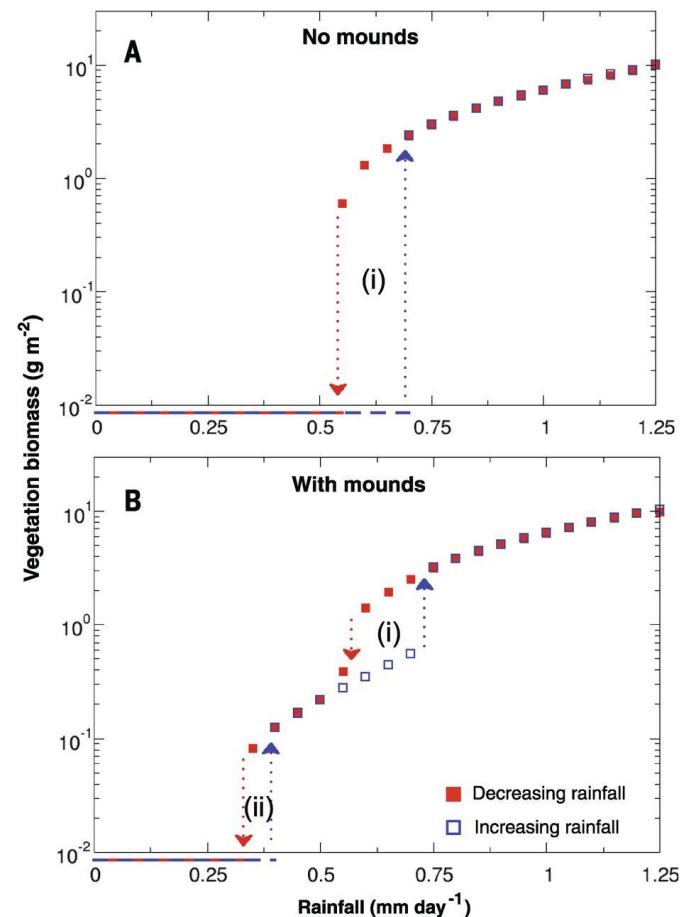 A
No mounds
10^1
10^0
10^-1
10^-2
(i)
0 0.25 0.5 0.75 1 1.25
Vegetation biomass (g m^-2)
B
With mounds
10^1
10^0
10^-1
10^-2
(i)
(ii)
Decreasing rainfall
Increasing rainfall
0 0.25 0.5 0.75 1 1.25
Rainfall (mm day^-1)